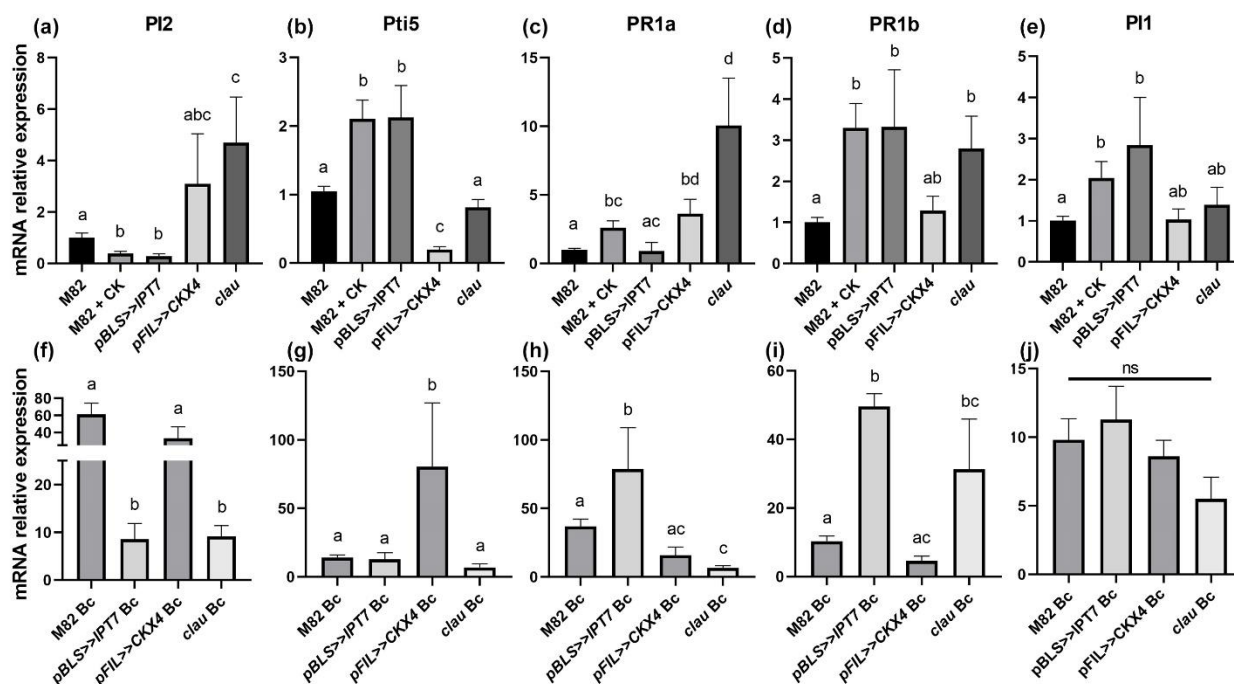 (a) PI2
(b) Pti5
(c) PR1a
(d) PR1b
(e) PI1
mRNA relative expression
8
6
4
2
0
a
b
b
abc
c
M82
M82 + CK
pBLS>>IPT7
pFIL>>CKX4
clau
3
2
1
0
a
b
b
c
a
M82
M82 + CK
pBLS>>IPT7
pFIL>>CKX4
clau
15
10
5
0
a
bc
ac
bd
d
M82
M82 + CK
pBLS>>IPT7
pFIL>>CKX4
clau
5
4
3
2
1
0
a
b
b
ab
b
M82
M82 + CK
pBLS>>IPT7
pFIL>>CKX4
clau
5
4
3
2
1
0
a
b
b
ab
ab
M82
M82 + CK
pBLS>>IPT7
pFIL>>CKX4
clau
(f)
mRNA relative expression
80
60
40
20
10
0
a
b
a
b
M82 Bc
pBLS>>IPT7 Bc
pFIL>>CKX4 Bc
clau Bc
(g)
150
100
50
0
a
a
b
a
M82 Bc
pBLS>>IPT7 Bc
pFIL>>CKX4 Bc
clau Bc
(h)
150
100
50
0
a
b
ac
c
M82 Bc
pBLS>>IPT7 Bc
pFIL>>CKX4 Bc
clau Bc
(i)
60
40
20
0
a
b
ac
bc
M82 Bc
pBLS>>IPT7 Bc
pFIL>>CKX4 Bc
clau Bc
(j)
15
10
5
0
ns
M82 Bc
pBLS>>IPT7 Bc
pFIL>>CKX4 Bc
clau Bc